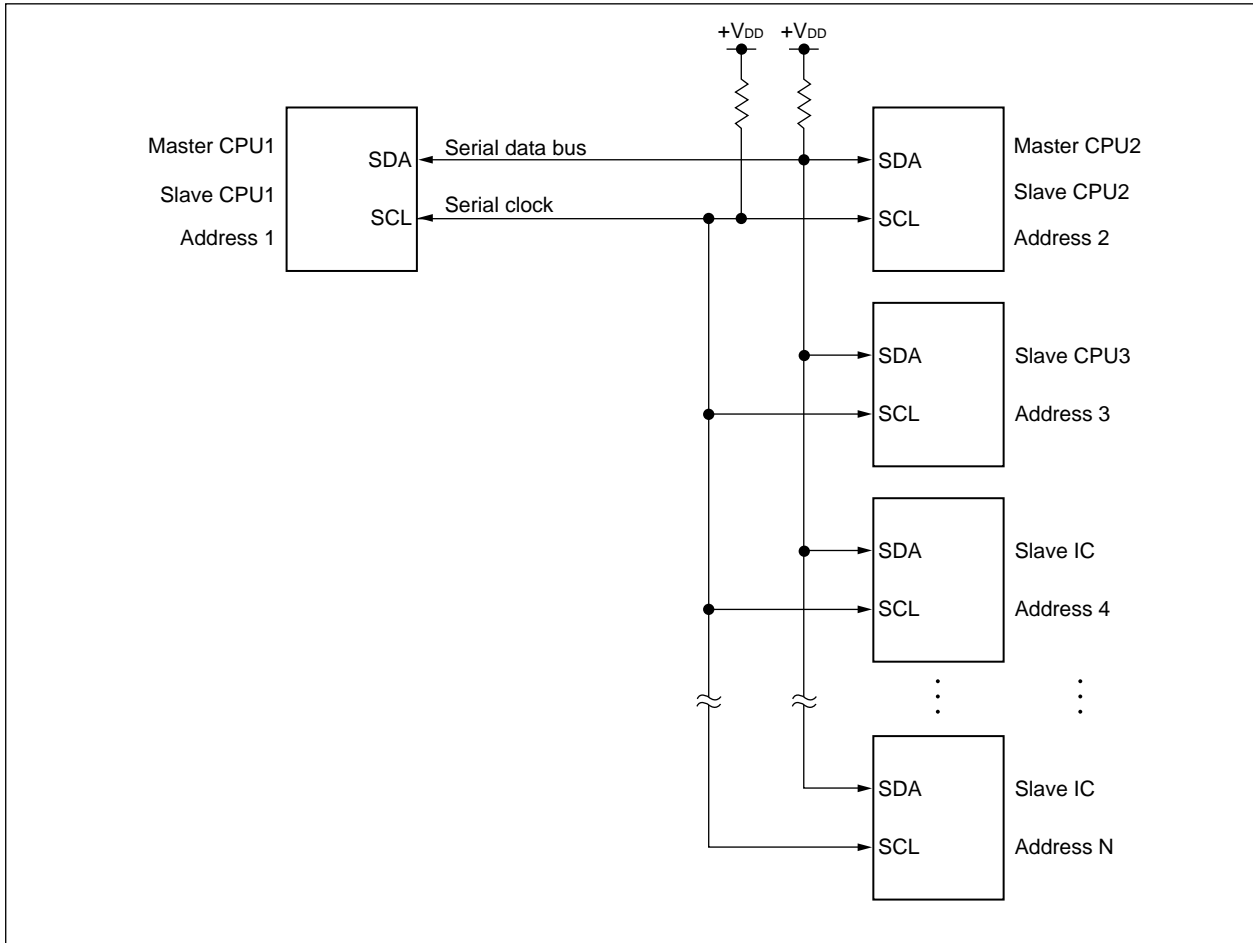 +VDD +VDD
Master CPU1
Slave CPU1
Address 1
SDA
SCL
Serial data bus
Serial clock
SDA
SCL
Master CPU2
Slave CPU2
Address 2
SDA
SCL
Slave CPU3
Address 3
SDA
SCL
Slave IC
Address 4
SDA
SCL
Slave IC
Address N